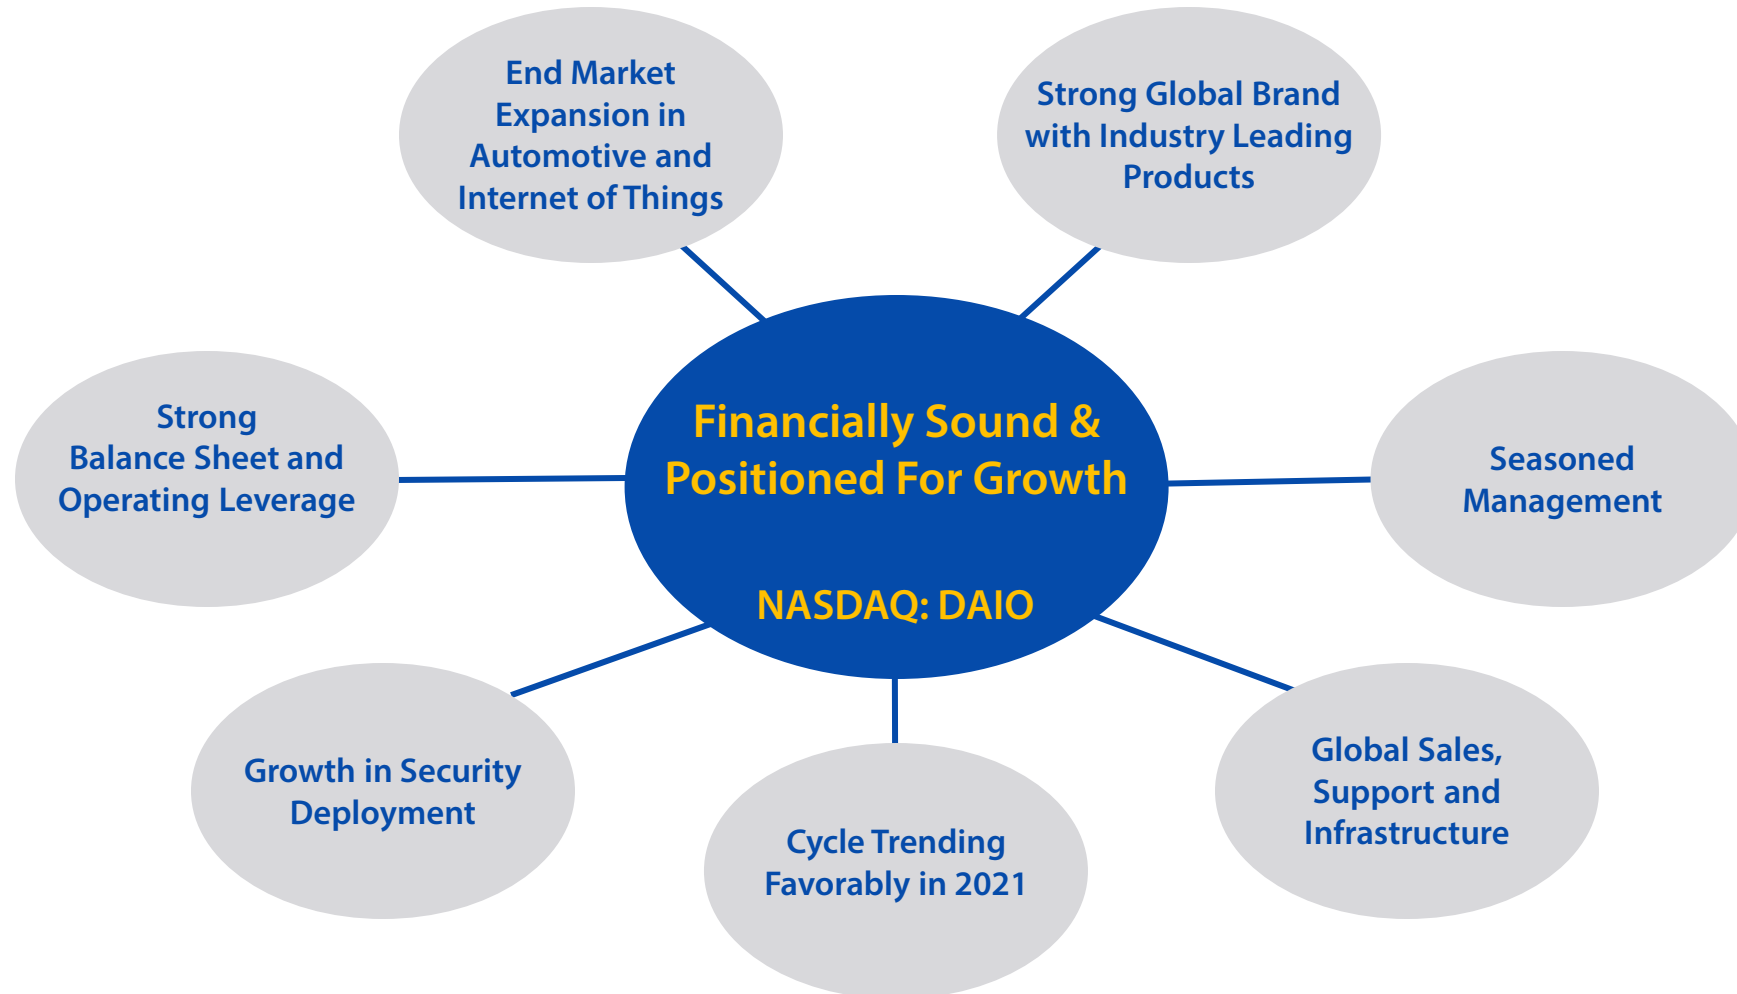 End Market
Expansion in
Automotive and
Internet of Things
Strong Global Brand
with Industry Leading
Products
Strong
Balance Sheet and
Operating Leverage
Financially Sound &
Positioned For Growth
NASDAQ: DAIO
Seasoned
Management
Growth in Security
Deployment
Cycle Trending
Favorably in 2021
Global Sales,
Support and
Infrastructure